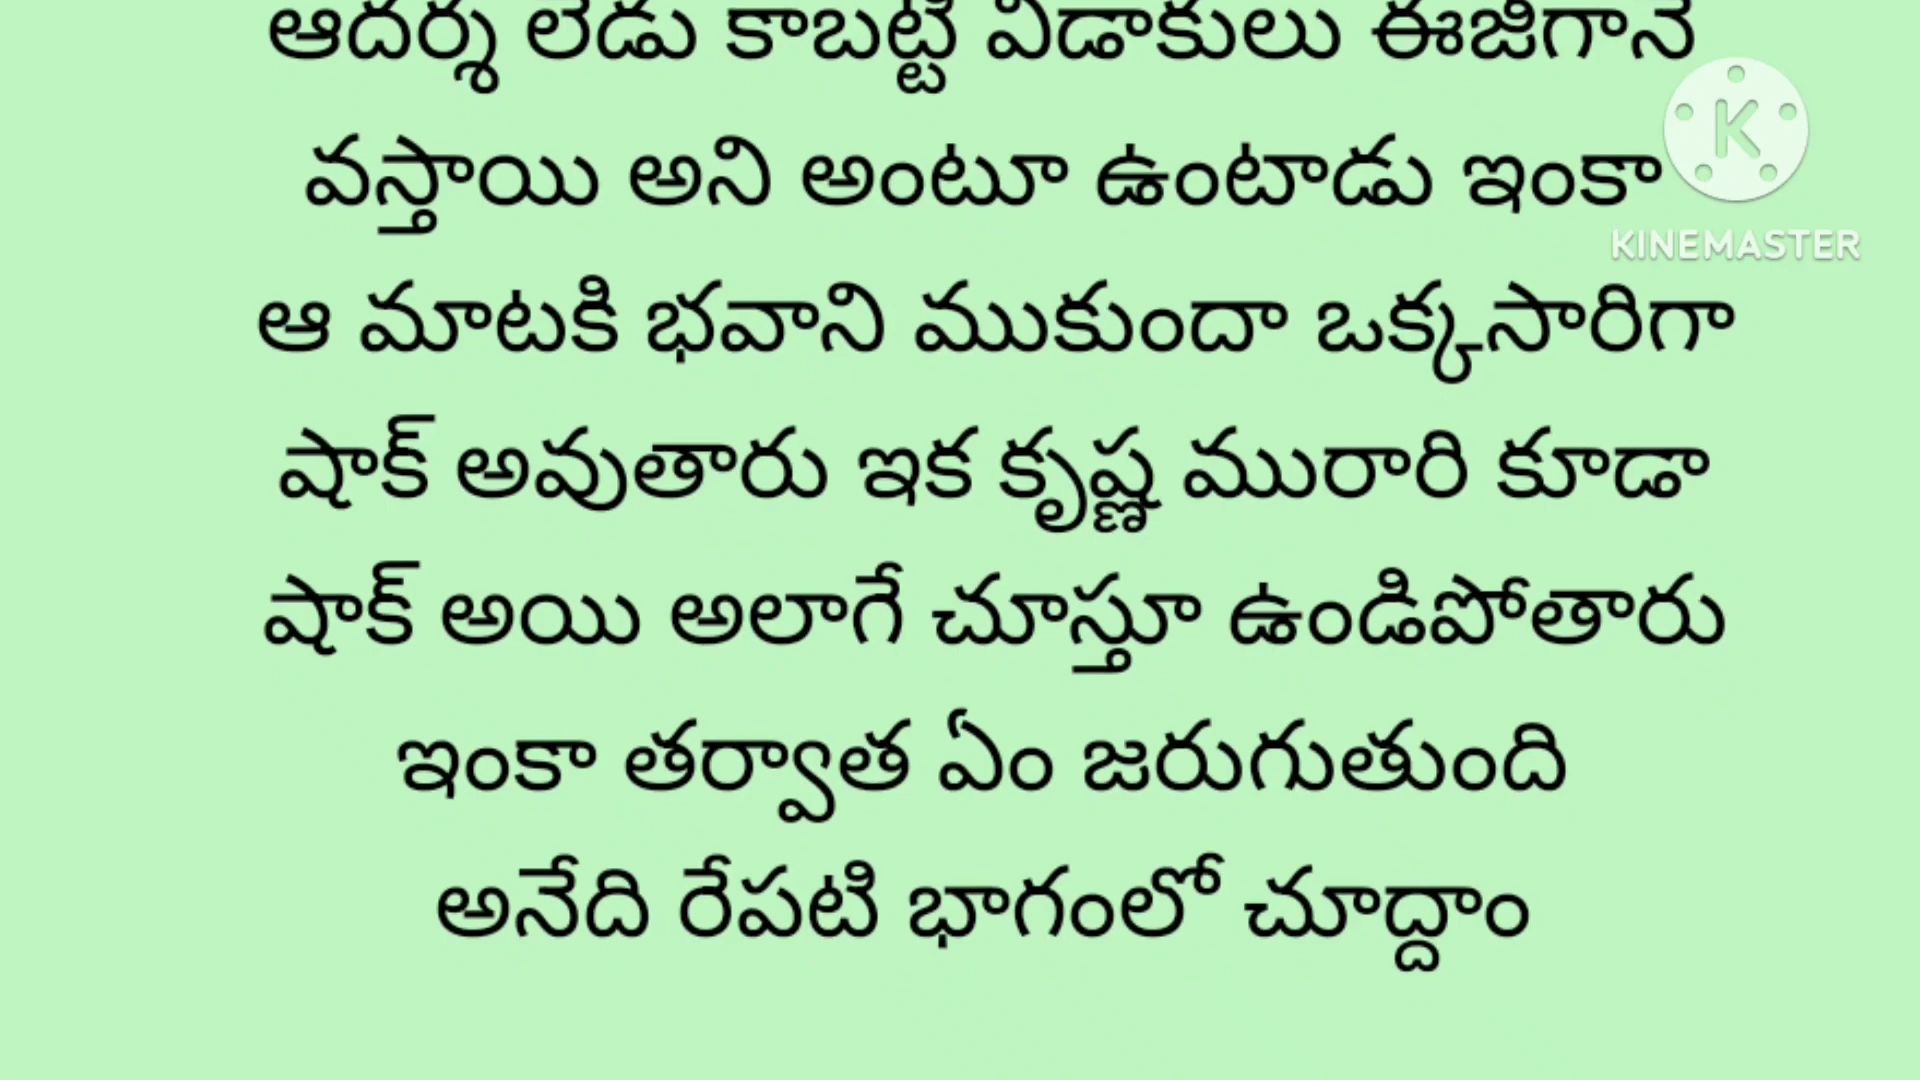 ఆదర్శ లేడు కాబట్టి విడాకులు ఈజీగానే
వస్తాయి అని అంటూ ఉంటాడు ఇంకా
ఆ మాటకి భవాని ముకుందా ఒక్కసారిగా
షాక్ అవుతారు ఇక కృష్ణ మురారి కూడా
షాక్ అయి అలాగే చూస్తూ ఉండిపోతారు
ఇంకా తర్వాత ఏం జరుగుతుంది
అనేది రేపటి భాగంలో చూద్దాం
K
KINEMASTER